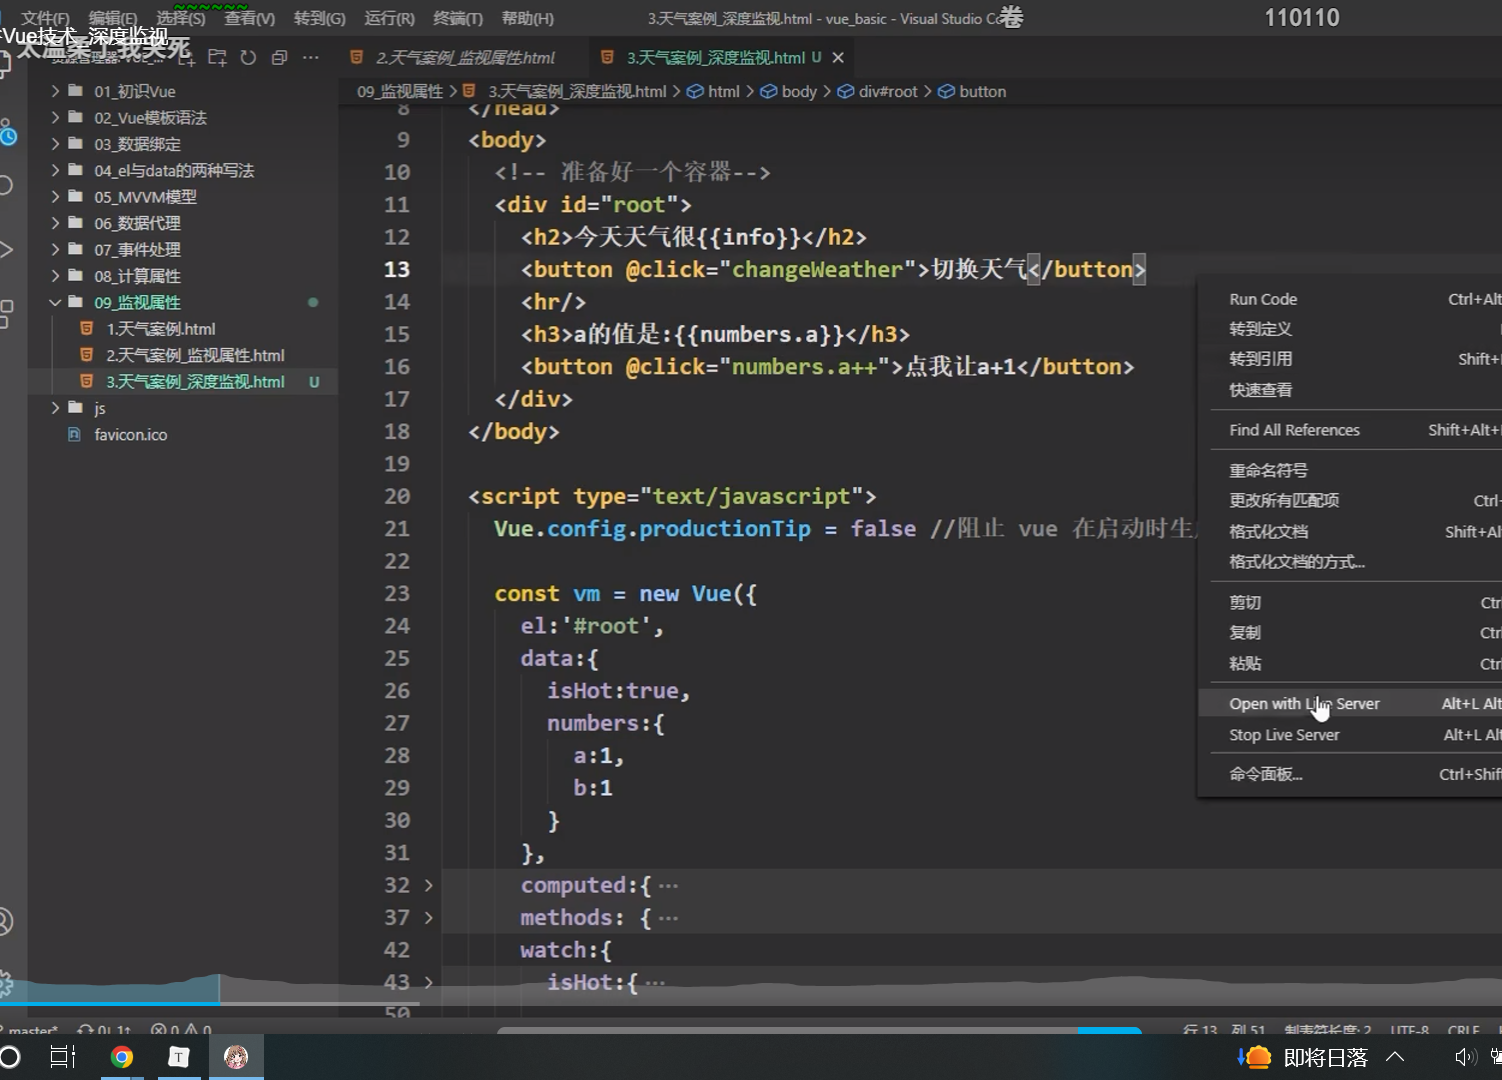 文件(F) 编辑(E) 选择(S) 查看(V) 转到(G) 运行(R) 终端(T) 帮助(H) 3.天气案例_深度监视.html - vue_basic - Visual Studio 卷 110110
Vue技术_深度监视
太温柔了我哭死
2.天气案例_监视属性.html 3.天气案例_深度监视.html U
09_监视属性 > 3.天气案例_深度监视.html > html > body > div#root > button
01_初识Vue
02_Vue模板语法
03_数据绑定
04_el与data的两种写法
05_MVVM模型
06_数据代理
07_事件处理
08_计算属性
09_监视属性
1.天气案例.html
2.天气案例_监视属性.html
3.天气案例_深度监视.html U
js
favicon.ico
8 </head>
9 <body>
10 <!-- 准备好一个容器-->
11 <div id="root">
12 <h2>今天天气很{{info}}</h2>
13 <button @click="changeWeather">切换天气</button>
14 <hr/>
15 <h3>a的值是:{{numbers.a}}</h3>
16 <button @click="numbers.a++">点我让a+1</button>
17 </div>
18 </body>
19
20 <script type="text/javascript">
21 Vue.config.productionTip = false //阻止 vue 在启动时生
22
23 const vm = new Vue({
24 el:'#root',
25 data:{
26 isHot:true,
27 numbers:{
28 a:1,
29 b:1
30 }
31 },
32 computed:{ ···
37 methods: { ···
42 watch:{
43 isHot:{ ···
50
Run Code Ctrl+Alt
转到定义
转到引用 Shift+
快速查看
Find All References Shift+Alt+
重命名符号
更改所有匹配项 Ctrl
格式化文档 Shift+Al
格式化文档的方式...
剪切 Ctr
复制 Ctr
粘贴 Ctr
Open with Live Server Alt+L Alt
Stop Live Server Alt+L Alt
命令面板... Ctrl+Shif
master* 0↓ 1↑ 0 0 行 13, 列 51 制表符长度: 2 UTF-8 CRLF
即将日落